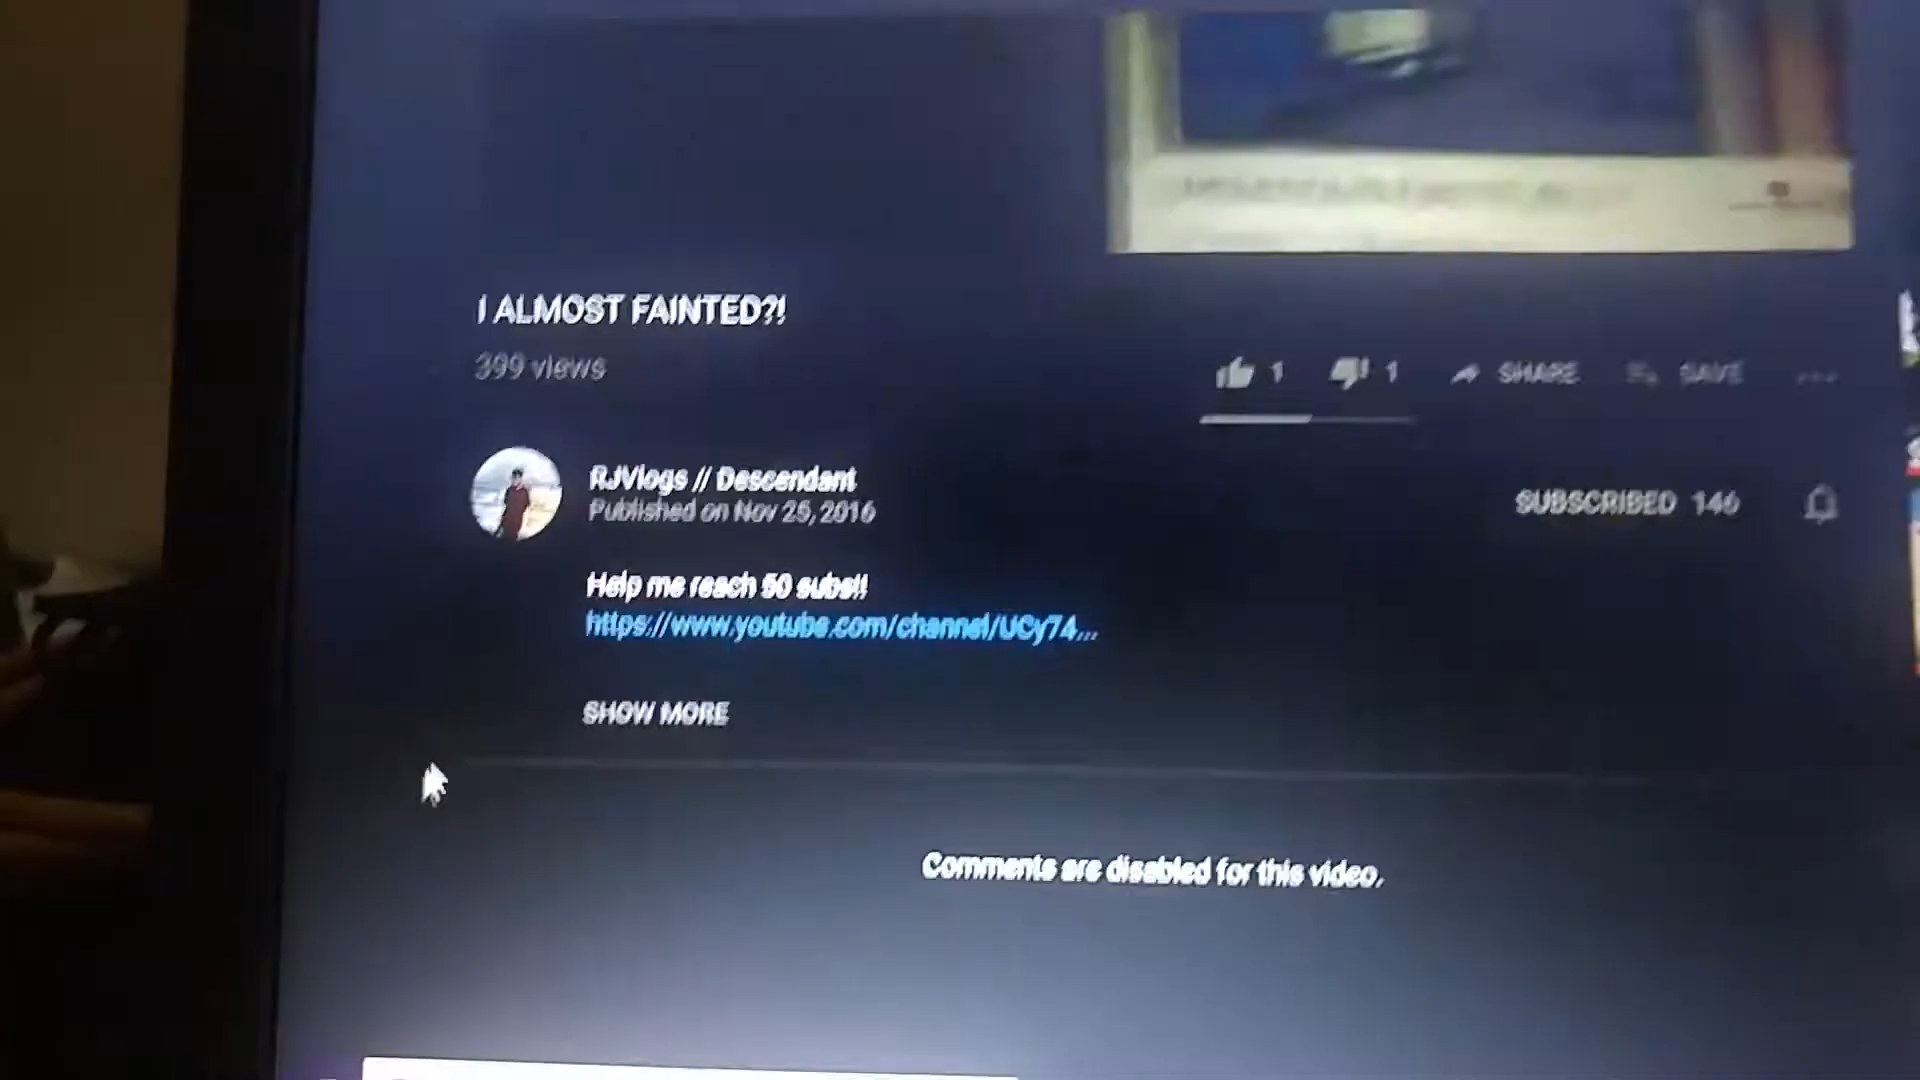 I ALMOST FAINTED?!
399 views
1 1 SHARE SAVE
RJVlogs // Descendant
Published on Nov 25, 2016
SUBSCRIBED 146
Help me reach 50 subs!!
https://www.youtube.com/channel/UCy74...
SHOW MORE
Comments are disabled for this video.